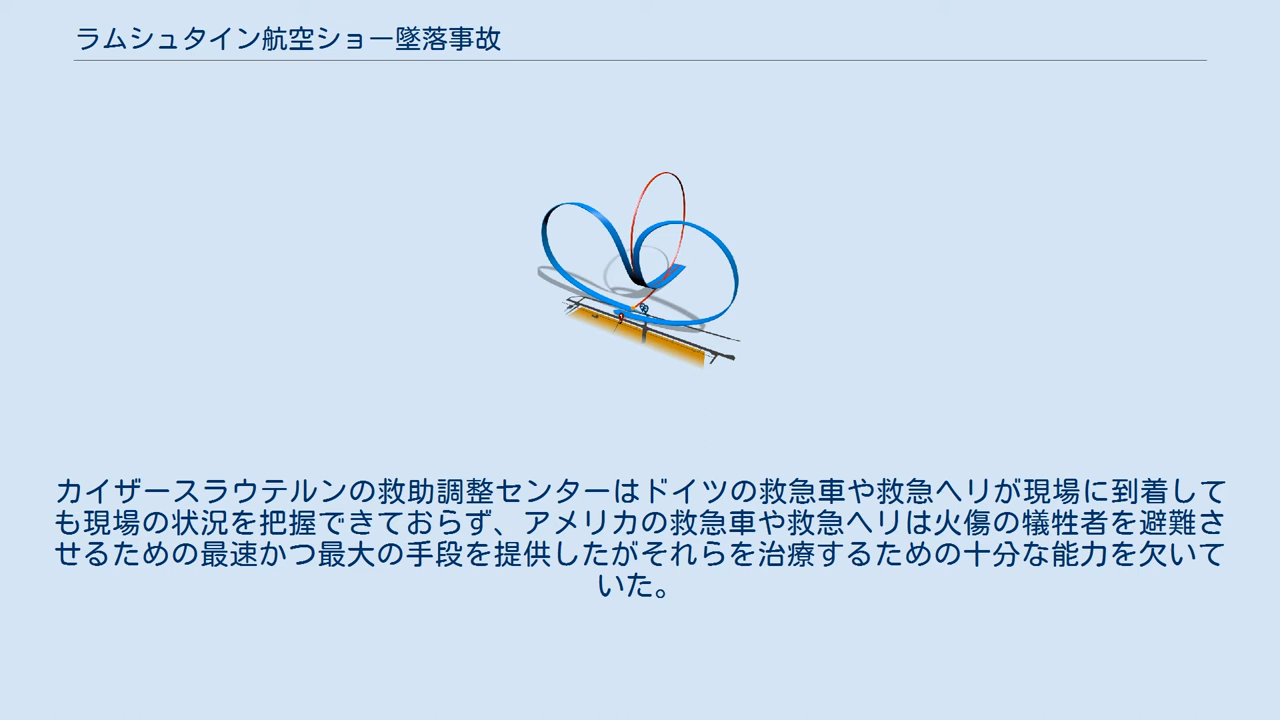 ラムシュタイン航空ショー墜落事故
カイザースラウテルンの救助調整センターはドイツの救急車や救急ヘリが現場に到着して
も現場の状況を把握できておらず、アメリカの救急車や救急ヘリは火傷の犠牲者を避難さ
せるための最速かつ最大の手段を提供したがそれらを治療するための十分な能力を欠いて
いた。